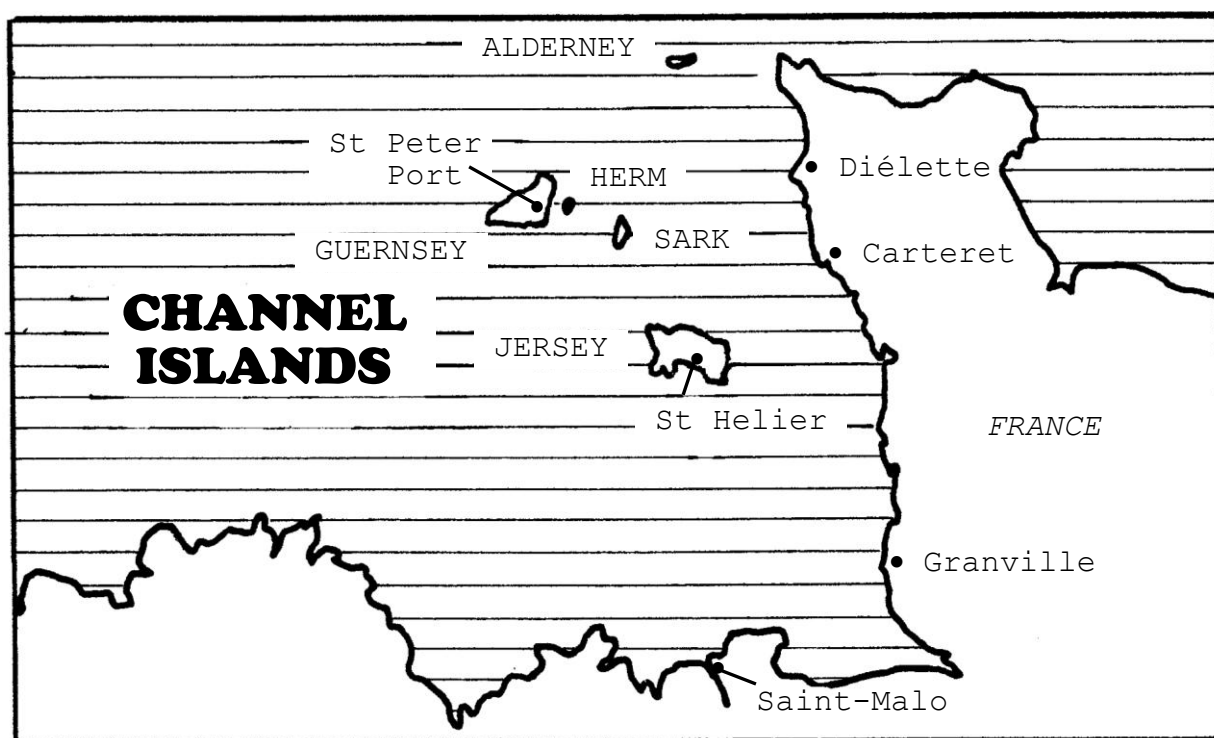 ALDERNEY
St Peter
Port
HERM
Diélette
GUERNSEY
SARK
Carteret
CHANNEL
ISLANDS
JERSEY
St Helier
FRANCE
Granville
Saint-Malo